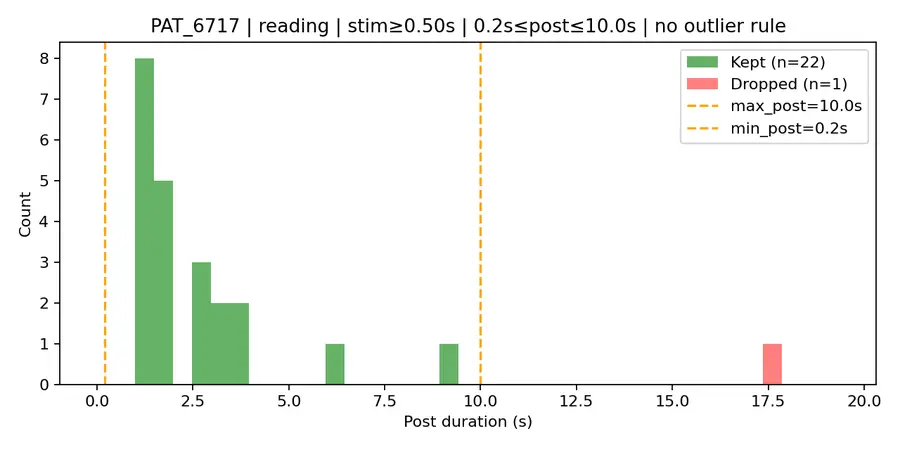 PAT_6717 | reading | stim≥0.50s | 0.2s≤post≤10.0s | no outlier rule
Kept (n=22)
Dropped (n=1)
max_post=10.0s
min_post=0.2s
Count
8
7
6
5
4
3
2
1
0
0.0 2.5 5.0 7.5 10.0 12.5 15.0 17.5 20.0
Post duration (s)